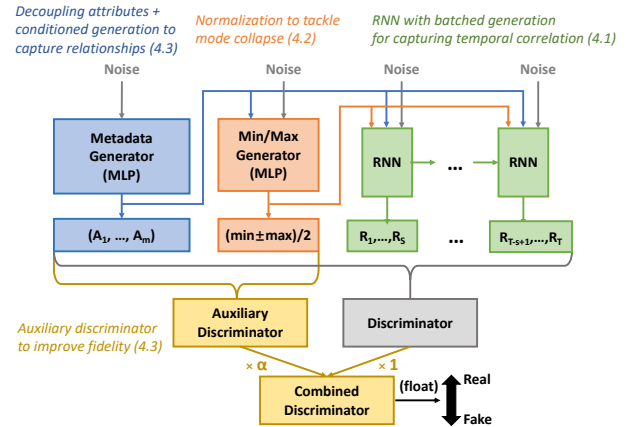 Decoupling attributes +
conditioned generation to
capture relationships (4.3)
Normalization to tackle
mode collapse (4.2)
RNN with batched generation
for capturing temporal correlation (4.1)
Noise
Noise
Noise
Noise
Metadata
Generator
(MLP)
Min/Max
Generator
(MLP)
RNN
...
RNN
(A₁, ..., Aₘ)
(min±max)/2
R₁,...,Rₛ
...
R_{T-s+1},...,R_T
Auxiliary discriminator
to improve fidelity (4.3)
Auxiliary
Discriminator
Discriminator
× α
× 1
Combined
Discriminator
(float)
Real
Fake